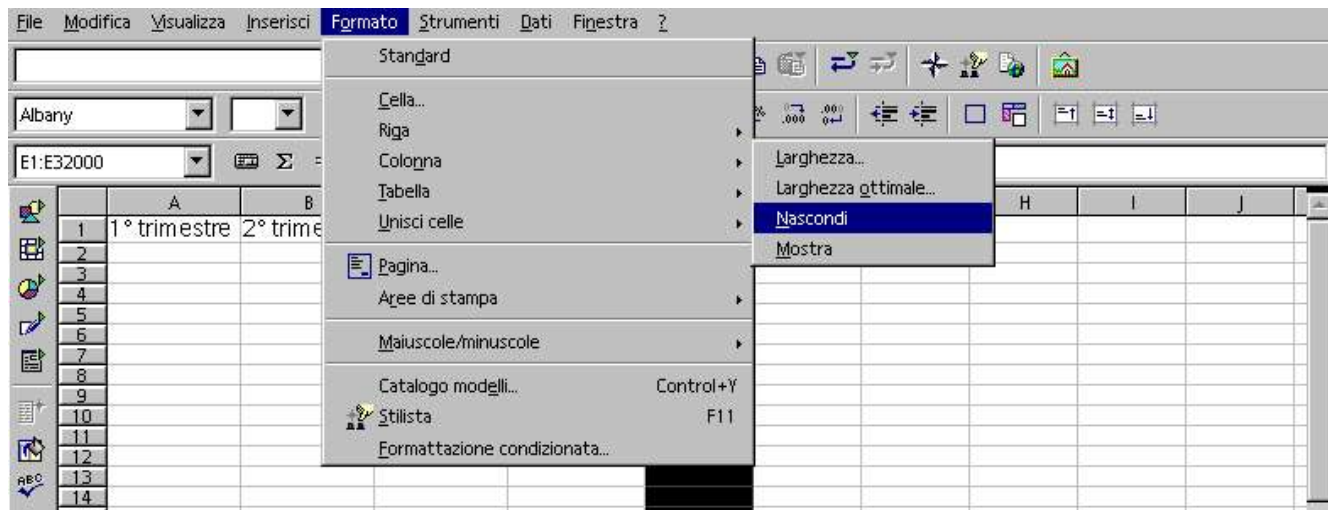 File Modifica Visualizza Inserisci Formato Strumenti Dati Finestra ?
Standard
Albany
Cella...
Riga
E1:E32000
Colonna
Larghezza...
Tabella
Larghezza ottimale...
Unisci celle
Nascondi
Mostra
Pagina...
Aree di stampa
Maiuscole/minuscole
Catalogo modelli... Control+Y
Stilista F11
Formattazione condizionata...
A B H I J
1 1° trimestre 2° trime
2
3
4
5
6
7
8
9
10
11
12
13
14
ABC